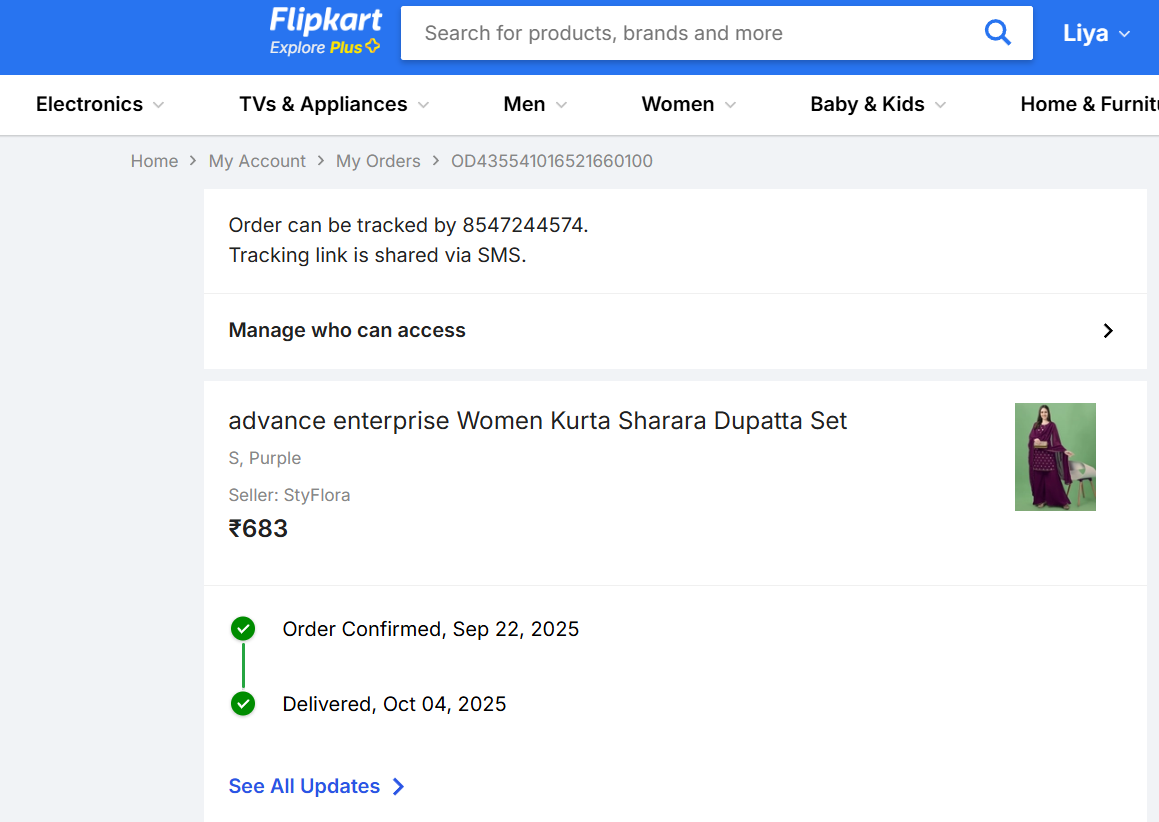 Flipkart
Explore Plus
Search for products, brands and more
Liya
Electronics
TVs & Appliances
Men
Women
Baby & Kids
Home & Furnitu
Home > My Account > My Orders > OD435541016521660100
Order can be tracked by 8547244574.
Tracking link is shared via SMS.
Manage who can access
advance enterprise Women Kurta Sharara Dupatta Set
S, Purple
Seller: StyFlora
₹683
Order Confirmed, Sep 22, 2025
Delivered, Oct 04, 2025
See All Updates